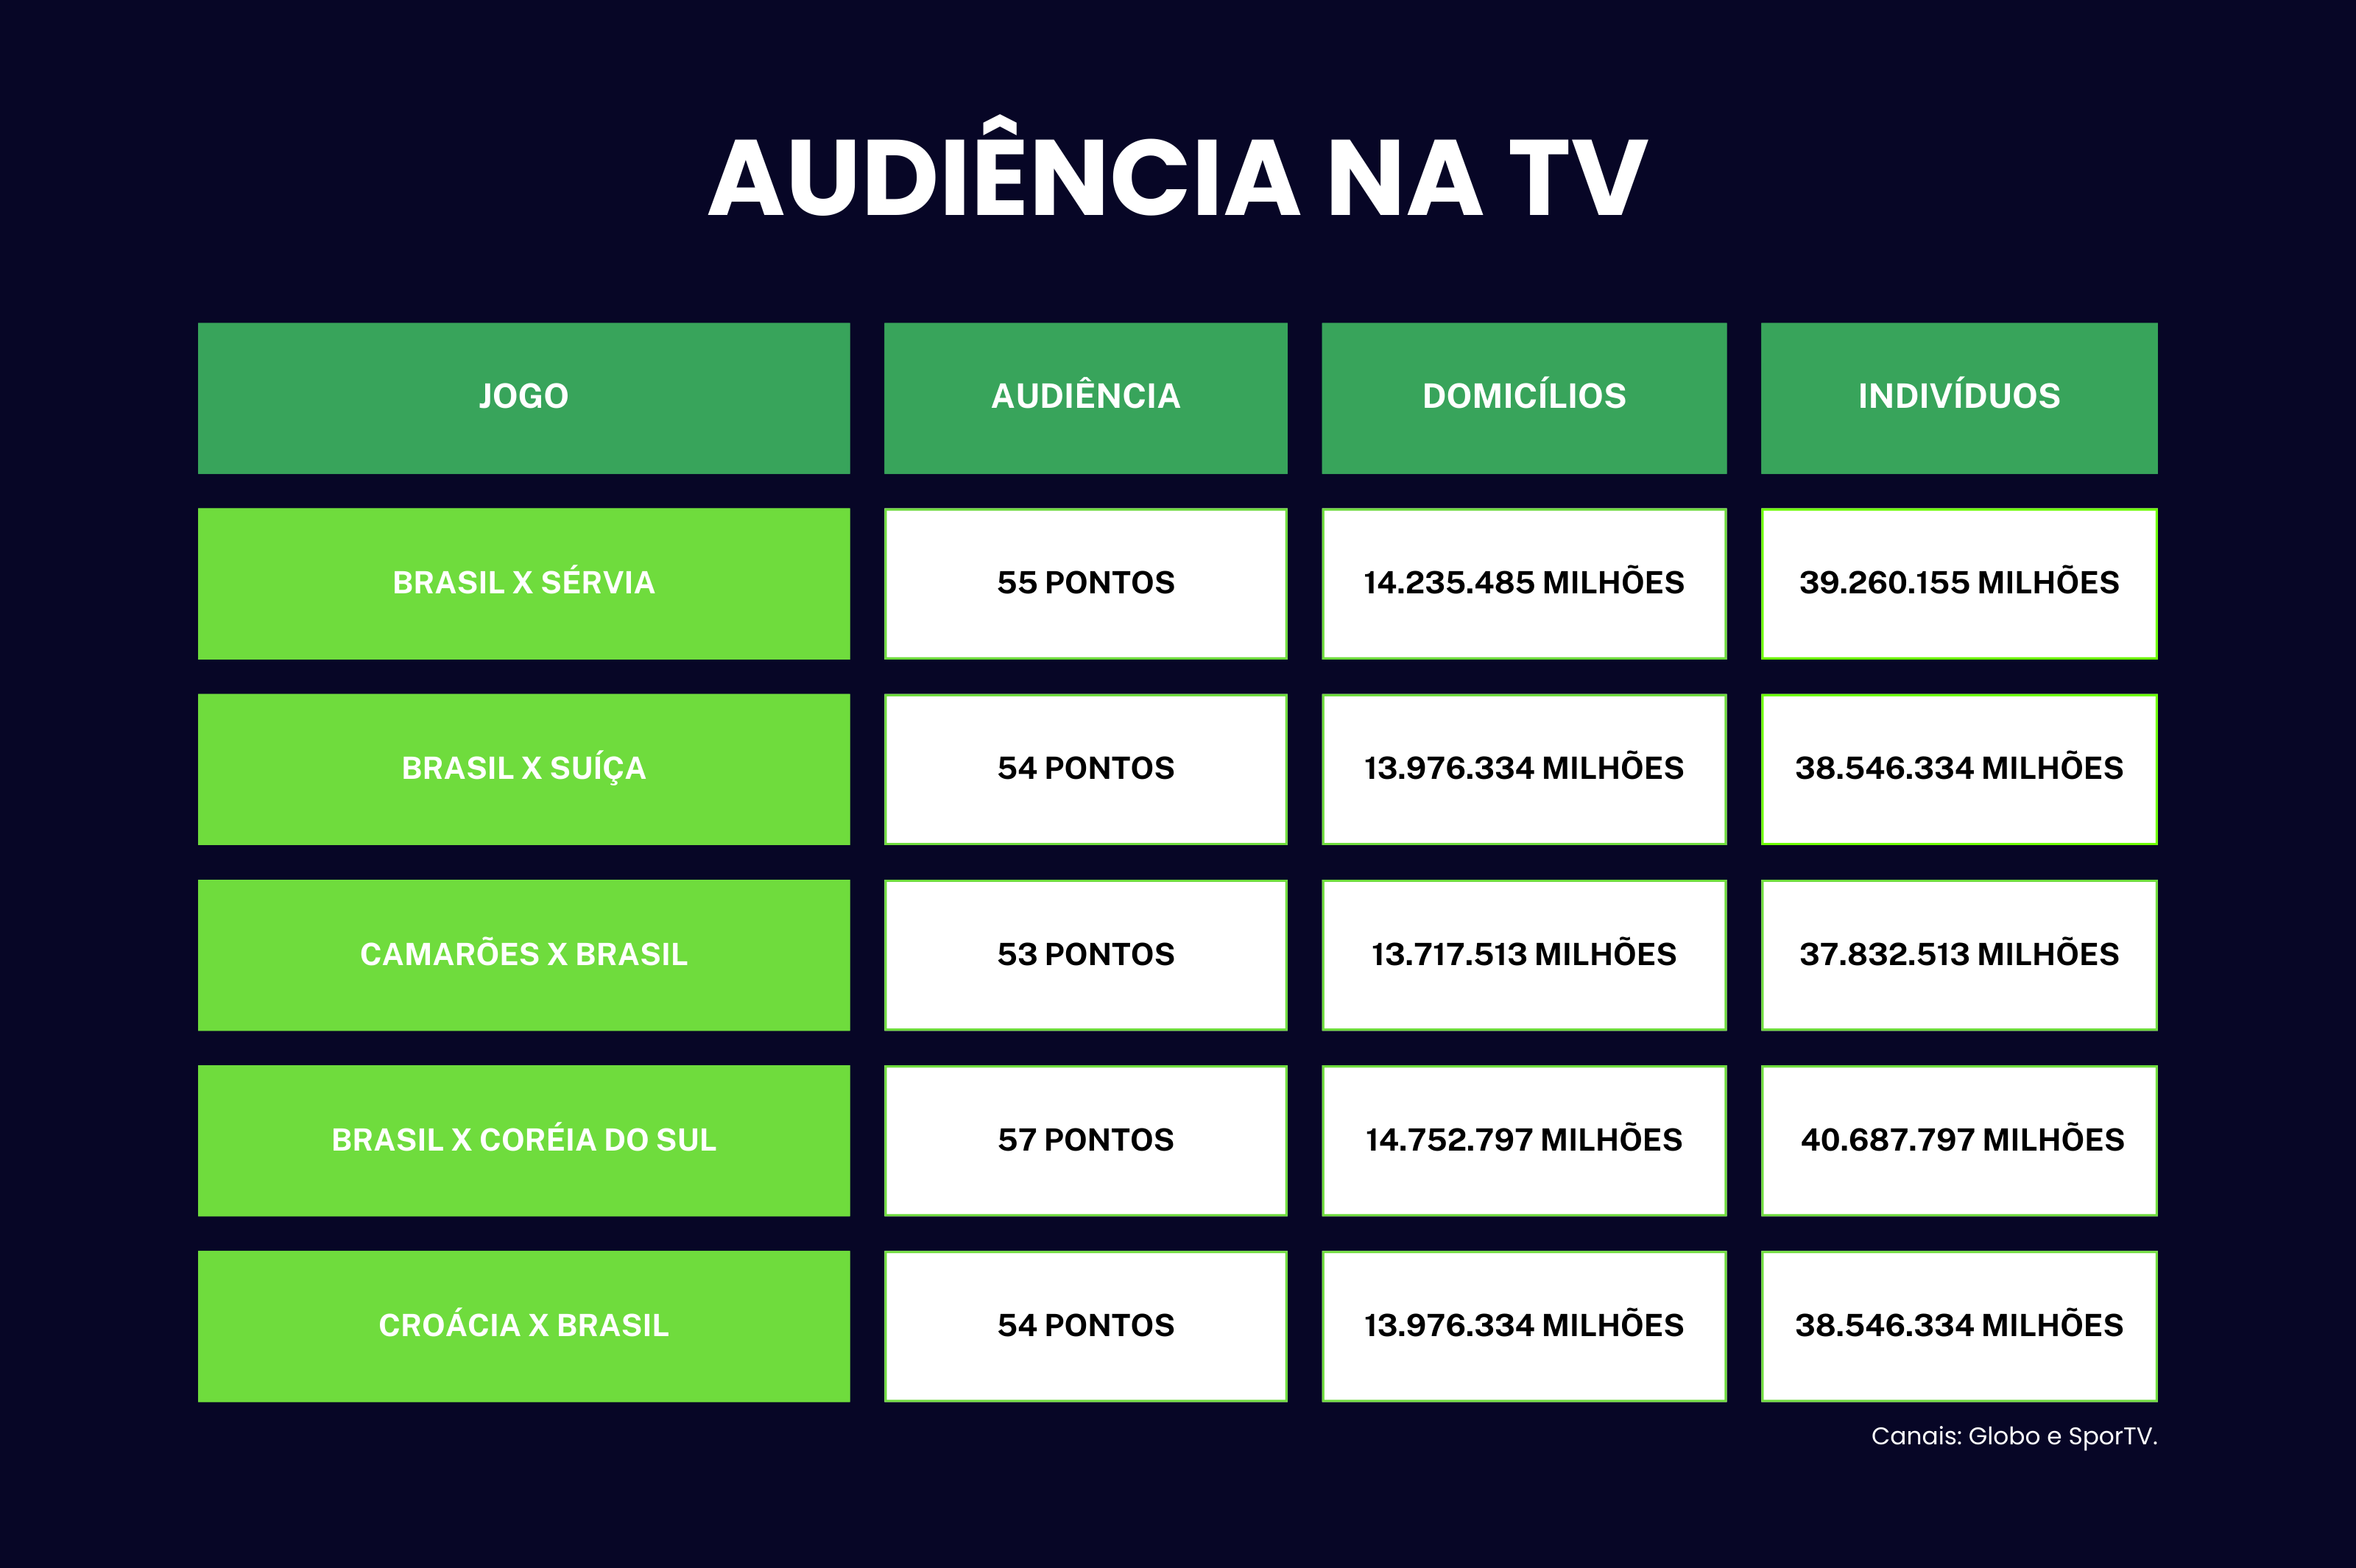 AUDIÊNCIA NA TV
JOGO AUDIÊNCIA DOMICÍLIOS INDIVÍDUOS
BRASIL X SÉRVIA 55 PONTOS 14.235.485 MILHÕES 39.260.155 MILHÕES
BRASIL X SUÍÇA 54 PONTOS 13.976.334 MILHÕES 38.546.334 MILHÕES
CAMARÕES X BRASIL 53 PONTOS 13.717.513 MILHÕES 37.832.513 MILHÕES
BRASIL X CORÉIA DO SUL 57 PONTOS 14.752.797 MILHÕES 40.687.797 MILHÕES
CROÁCIA X BRASIL 54 PONTOS 13.976.334 MILHÕES 38.546.334 MILHÕES
Canais: Globo e SporTV.